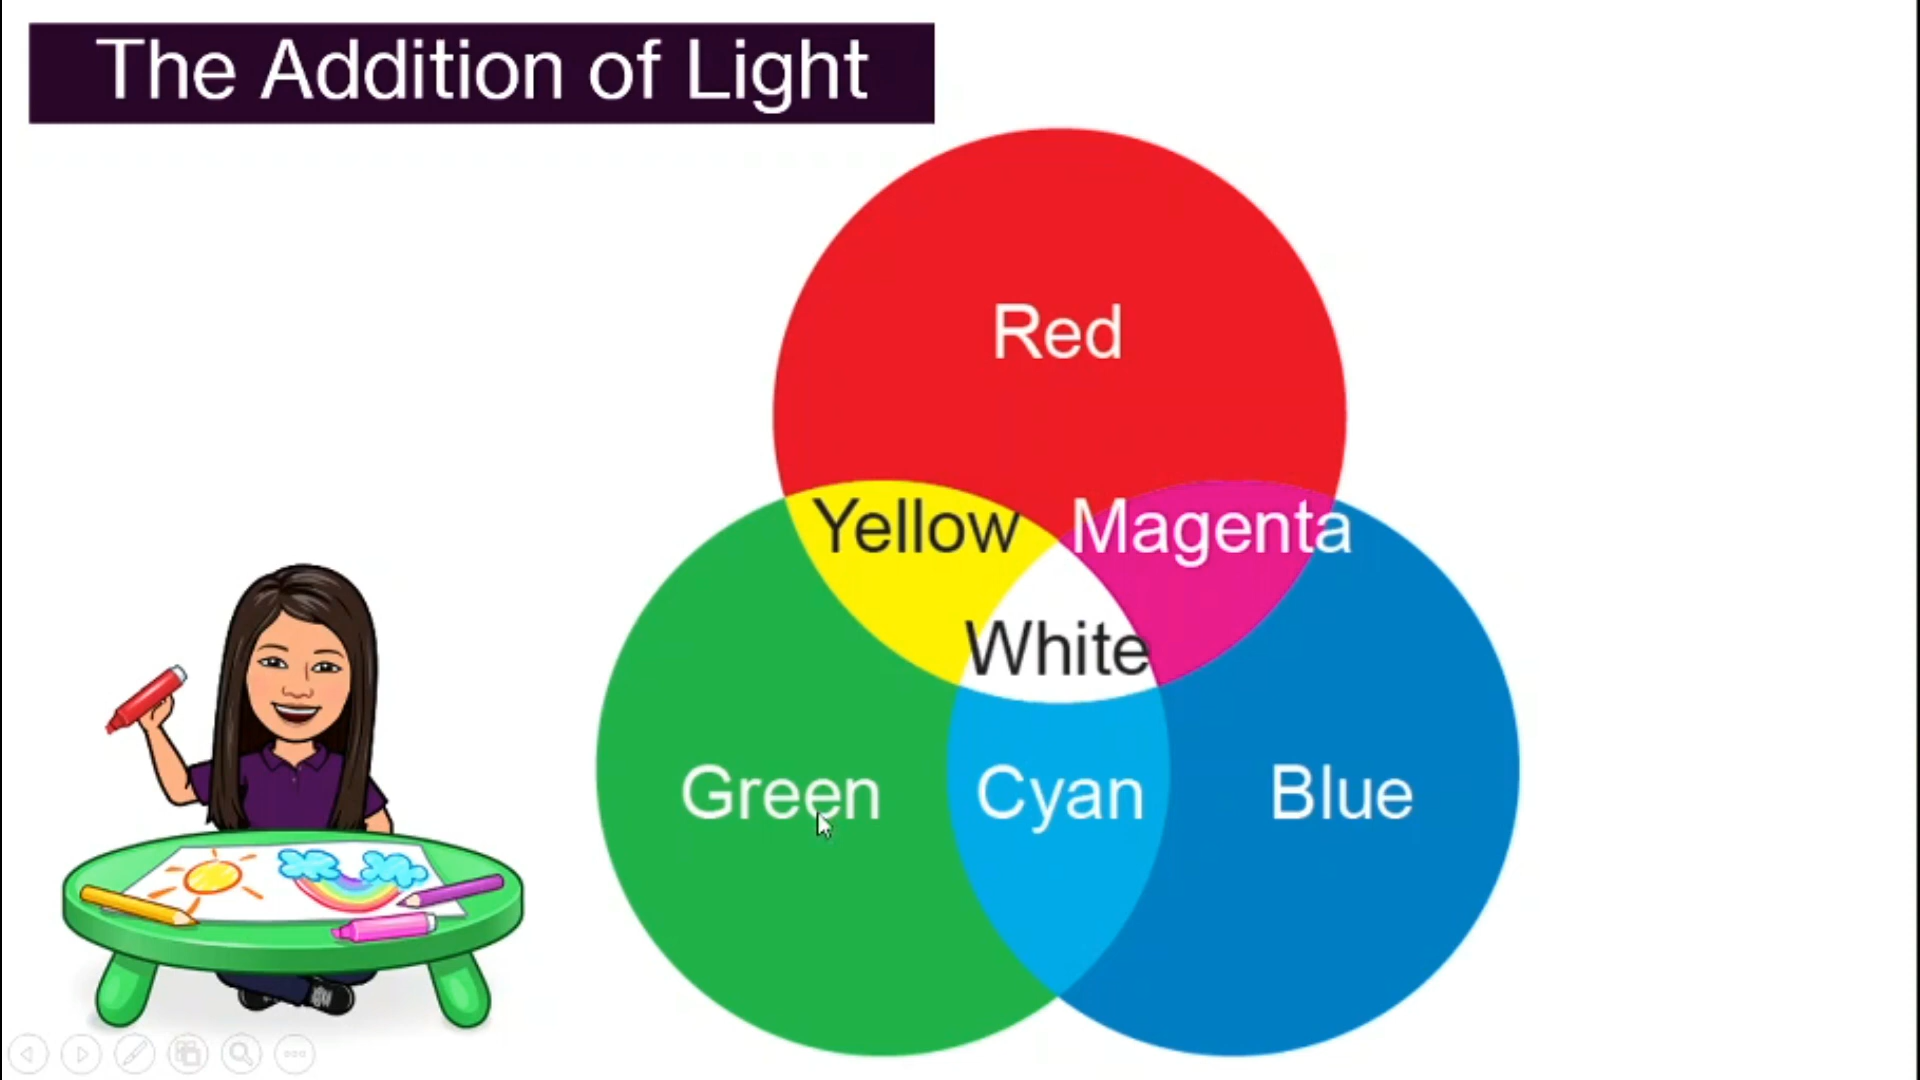 The Addition of Light
Red
Yellow Magenta
White
Green Cyan Blue